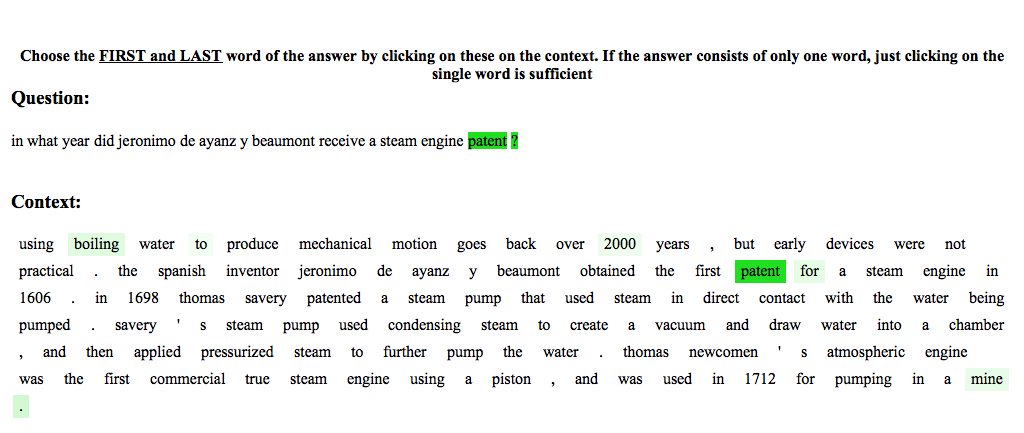 Choose the FIRST and LAST word of the answer by clicking on these on the context. If the answer consists of only one word, just clicking on the
single word is sufficient
Question:
in what year did jeronimo de ayanz y beaumont receive a steam engine patent ?
Context:
using boiling water to produce mechanical motion goes back over 2000 years , but early devices were not
practical . the spanish inventor jeronimo de ayanz y beaumont obtained the first patent for a steam engine in
1606 . in 1698 thomas savery patented a steam pump that used steam in direct contact with the water being
pumped . savery ' s steam pump used condensing steam to create a vacuum and draw water into a chamber
, and then applied pressurized steam to further pump the water . thomas newcomen ' s atmospheric engine
was the first commercial true steam engine using a piston , and was used in 1712 for pumping in a mine
.